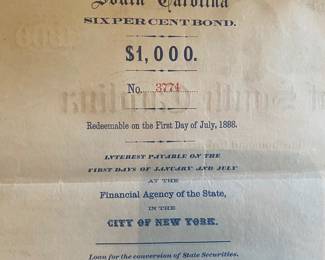 South Carolina
SIX PER CENT BOND.
$1,000.
No. 3774
Redeemable on the First Day of July, 1888.
INTEREST PAYABLE ON THE
FIRST DAYS OF JANUARY AND JULY
AT THE
Financial Agency of the State,
IN THE
CITY OF NEW YORK.
Loan for the conversion of State Securities.